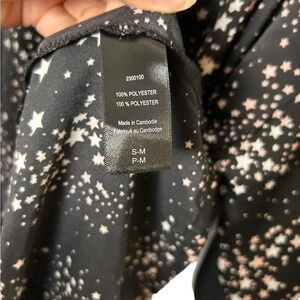 2300100
100% POLYESTER
100 % POLYESTER
Made in Cambodia
Fabriqué au Cambodge
S-M
P-M